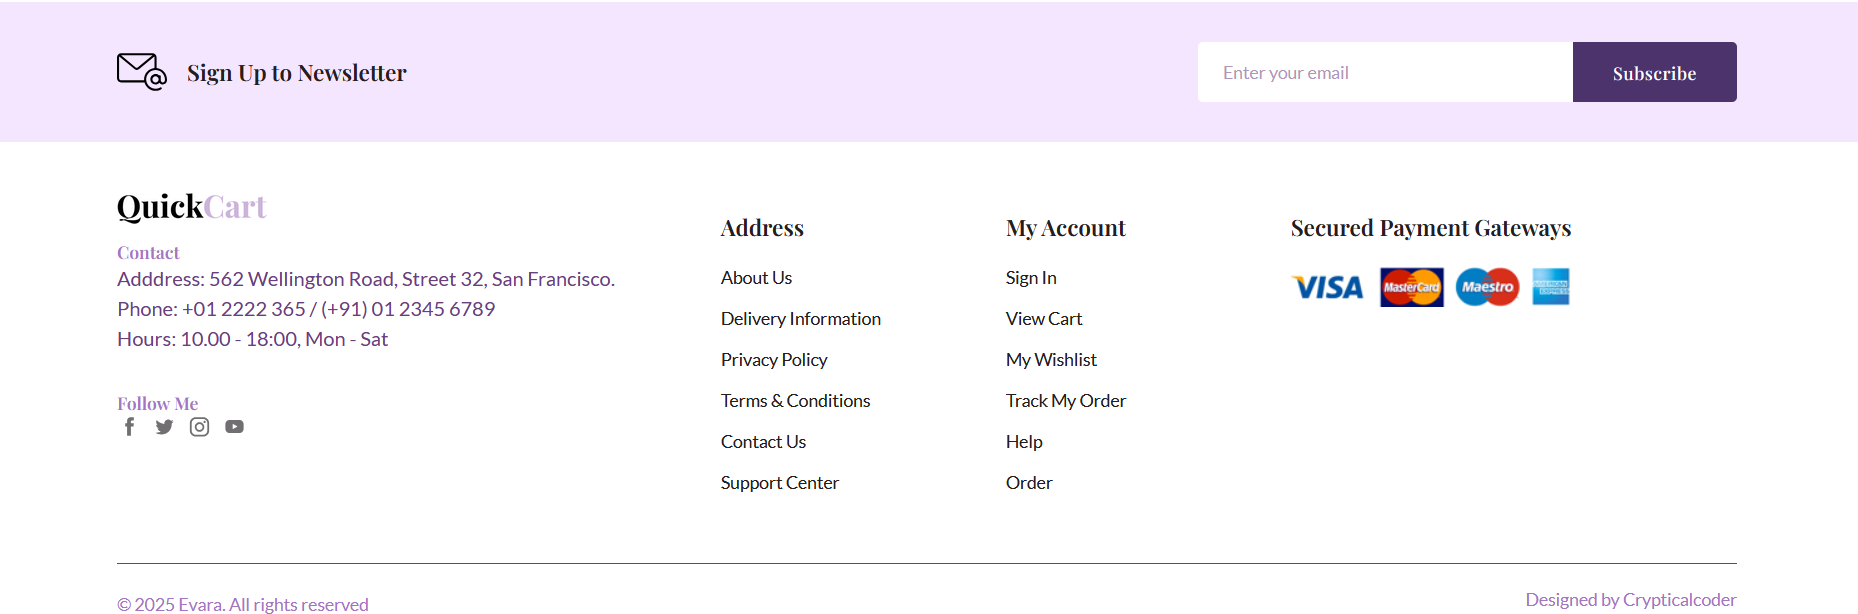 Sign Up to Newsletter
Enter your email
Subscribe
QuickCart
Contact
Adddress: 562 Wellington Road, Street 32, San Francisco.
Phone: +01 2222 365 / (+91) 01 2345 6789
Hours: 10.00 - 18:00, Mon - Sat
Follow Me
Address
About Us
Delivery Information
Privacy Policy
Terms & Conditions
Contact Us
Support Center
My Account
Sign In
View Cart
My Wishlist
Track My Order
Help
Order
Secured Payment Gateways
VISA
MasterCard
Maestro
AMERICAN EXPRESS
© 2025 Evara. All rights reserved
Designed by Crypticalcoder